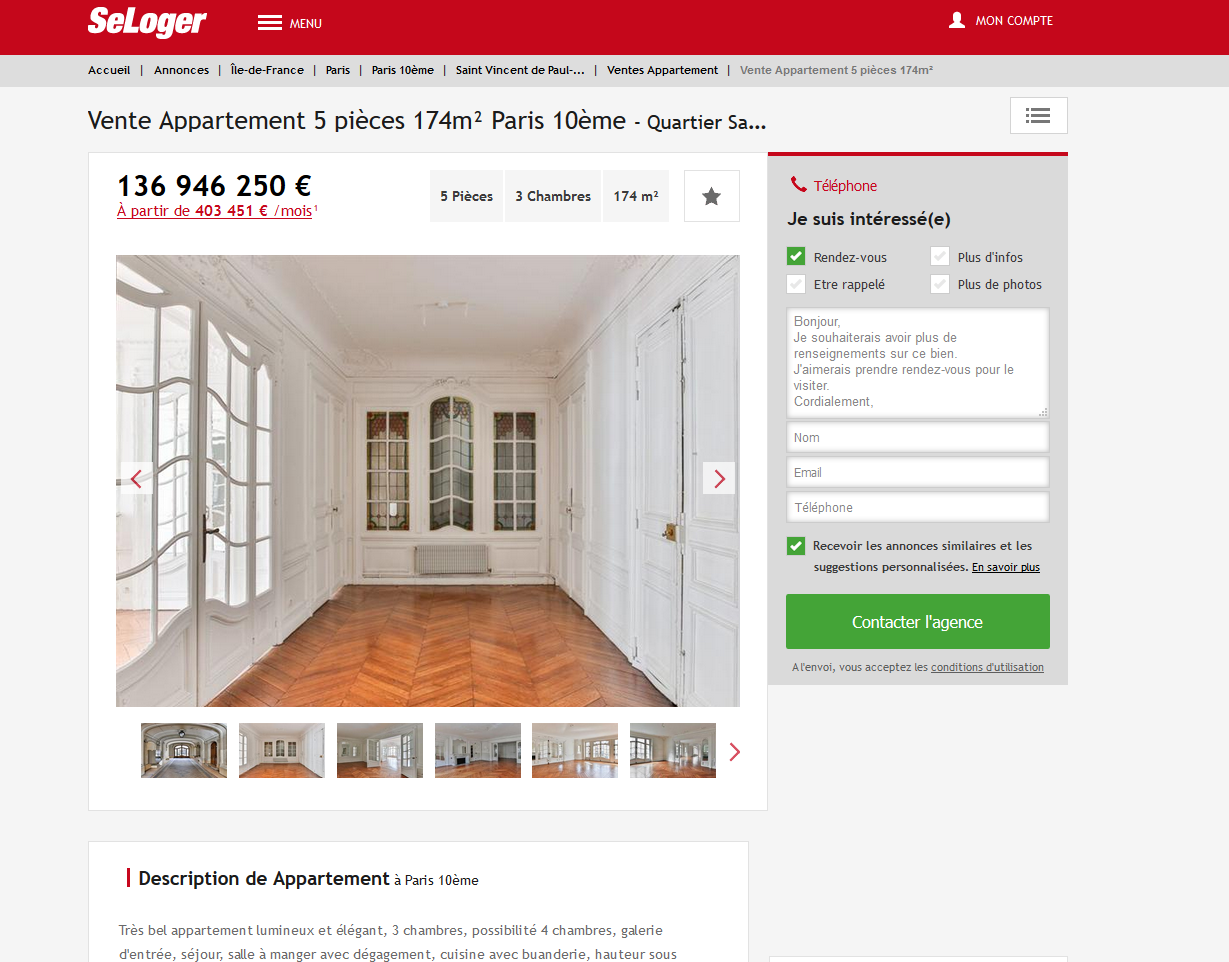 SeLoger
MENU
MON COMPTE
Accueil | Annonces | Île-de-France | Paris | Paris 10ème | Saint Vincent de Paul-... | Ventes Appartement | Vente Appartement 5 pièces 174m²
Vente Appartement 5 pièces 174m² Paris 10ème - Quartier Sa...
136 946 250 €
À partir de 403 451 € /mois¹
5 Pièces
3 Chambres
174 m²
Téléphone
Je suis intéressé(e)
Rendez-vous
Plus d'infos
Etre rappelé
Plus de photos
Bonjour,
Je souhaiterais avoir plus de
renseignements sur ce bien.
J'aimerais prendre rendez-vous pour le
visiter.
Cordialement,
Nom
Email
Téléphone
Recevoir les annonces similaires et les
suggestions personnalisées. En savoir plus
Contacter l'agence
A l'envoi, vous acceptez les conditions d'utilisation
Description de Appartement à Paris 10ème
Très bel appartement lumineux et élégant, 3 chambres, possibilité 4 chambres, galerie
d'entrée, séjour, salle à manger avec dégagement, cuisine avec buanderie, hauteur sous